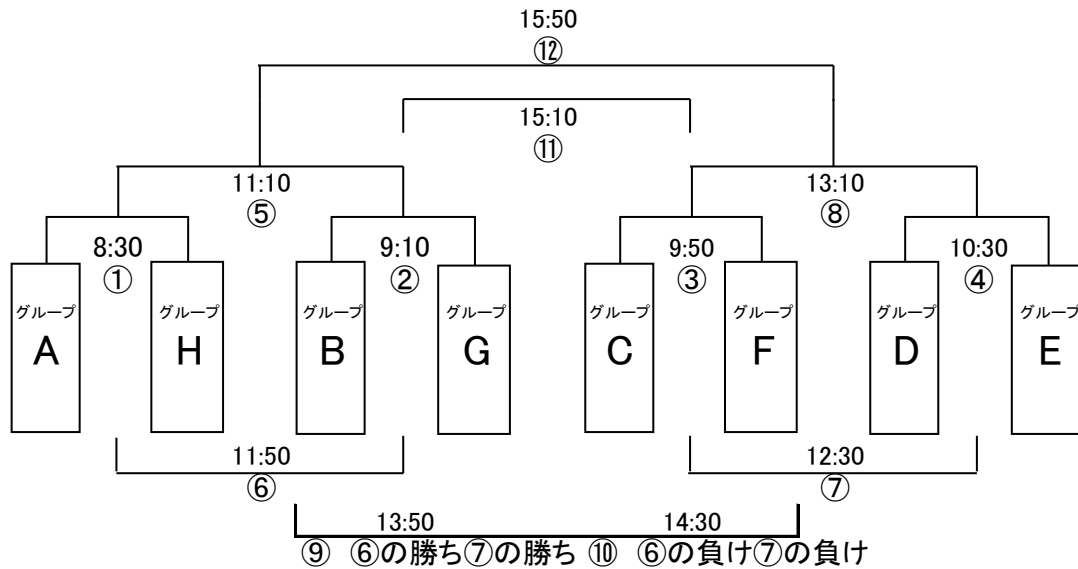 15:50
⑫
15:10
⑪
11:10
⑤
13:10
⑧
8:30
①
9:10
②
9:50
③
10:30
④
グループ
A
グループ
H
グループ
B
グループ
G
グループ
C
グループ
F
グループ
D
グループ
E
11:50
⑥
12:30
⑦
13:50 14:30
⑨ ⑥の勝ち⑦の勝ち ⑩ ⑥の負け⑦の負け